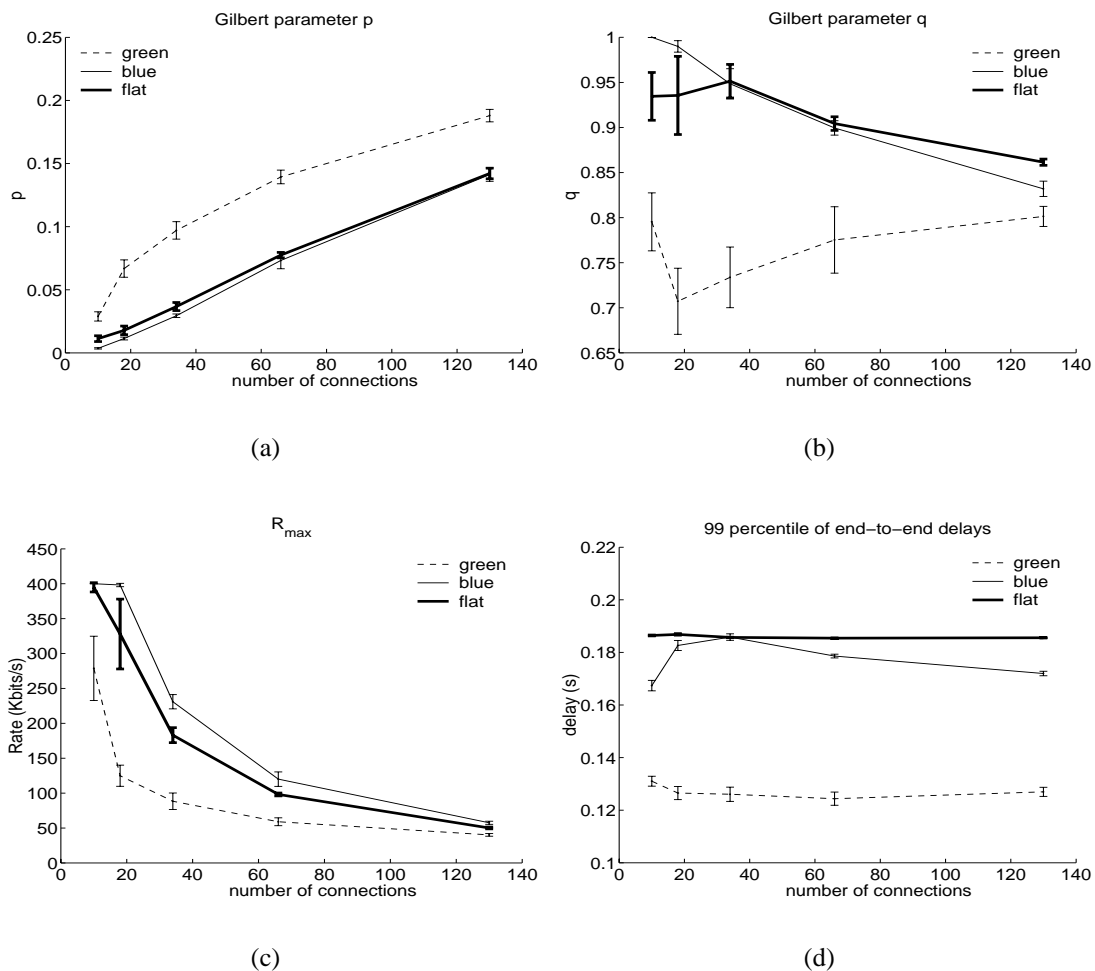 Gilbert parameter p
0.25
0.2
0.15
0.1
0.05
0
p
green
blue
flat
0 20 40 60 80 100 120 140
number of connections
(a)
Gilbert parameter q
1
0.95
0.9
0.85
0.8
0.75
0.7
0.65
q
green
blue
flat
0 20 40 60 80 100 120 140
number of connections
(b)
R_max
450
400
350
300
250
200
150
100
50
0
Rate (Kbits/s)
green
blue
flat
0 20 40 60 80 100 120 140
number of connections
(c)
99 percentile of end−to−end delays
0.22
0.2
0.18
0.16
0.14
0.12
0.1
delay (s)
green
blue
flat
0 20 40 60 80 100 120 140
number of connections
(d)